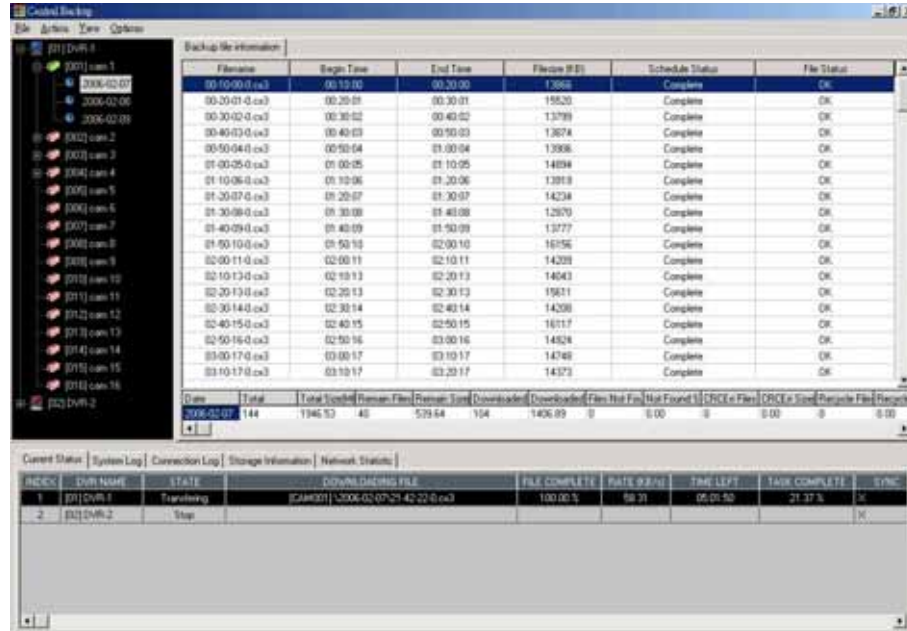 Central Backup
File Action View Options
[01] DVR-1
[001] cam 1
2006-02-07
2006-02-08
2006-02-09
[002] cam 2
[003] cam 3
[004] cam 4
[005] cam 5
[006] cam 6
[007] cam 7
[008] cam 8
[009] cam 9
[010] cam 10
[011] cam 11
[012] cam 12
[013] cam 13
[014] cam 14
[015] cam 15
[016] cam 16
[02] DVR-2
Backup file information
Filename Begin Time End Time Filesize (KB) Schedule Status File Status
00-10-00-0.cx3 00:10:00 00:20:00 13866 Complete OK
00-20-01-0.cx3 00:20:01 00:30:01 15520 Complete OK
00-30-02-0.cx3 00:30:02 00:40:02 13799 Complete OK
00-40-03-0.cx3 00:40:03 00:50:03 13874 Complete OK
00-50-04-0.cx3 00:50:04 01:00:04 13906 Complete OK
01-00-05-0.cx3 01:00:05 01:10:05 14894 Complete OK
01-10-06-0.cx3 01:10:06 01:20:06 13919 Complete OK
01-20-07-0.cx3 01:20:07 01:30:07 14234 Complete OK
01-30-08-0.cx3 01:30:08 01:40:08 12970 Complete OK
01-40-09-0.cx3 01:40:09 01:50:09 13777 Complete OK
01-50-10-0.cx3 01:50:10 02:00:10 16156 Complete OK
02-00-11-0.cx3 02:00:11 02:10:11 14209 Complete OK
02-10-13-0.cx3 02:10:13 02:20:13 14043 Complete OK
02-20-13-0.cx3 02:20:13 02:30:13 15611 Complete OK
02-30-14-0.cx3 02:30:14 02:40:14 14208 Complete OK
02-40-15-0.cx3 02:40:15 02:50:15 16117 Complete OK
02-50-16-0.cx3 02:50:16 03:00:16 14924 Complete OK
03-00-17-0.cx3 03:00:17 03:10:17 14748 Complete OK
03-10-17-0.cx3 03:10:17 03:20:17 14373 Complete OK
Date Total Total Size(M Remain Files Remain Size Downloaded Downloaded Files Not Fou Not Found S CRCErr Files CRCErr Size Recycle Files Recycle
2006-02-07 144 1946.53 40 539.64 104 1406.89 0 0.00 0 0.00 0 0.00
Current Status System Log Connection Log Storage Information Network Statistic
INDEX DVR NAME STATE DOWNLOADING FILE FILE COMPLETE RATE (KB/s) TIME LEFT TASK COMPLETE SYNC
1 [01] DVR-1 Transfering [CAM001] \2006-02-07\21-42-22-0.cx3 100.00 % 58.31 05:01:50 21.37 % X
2 [02] DVR-2 Stop X